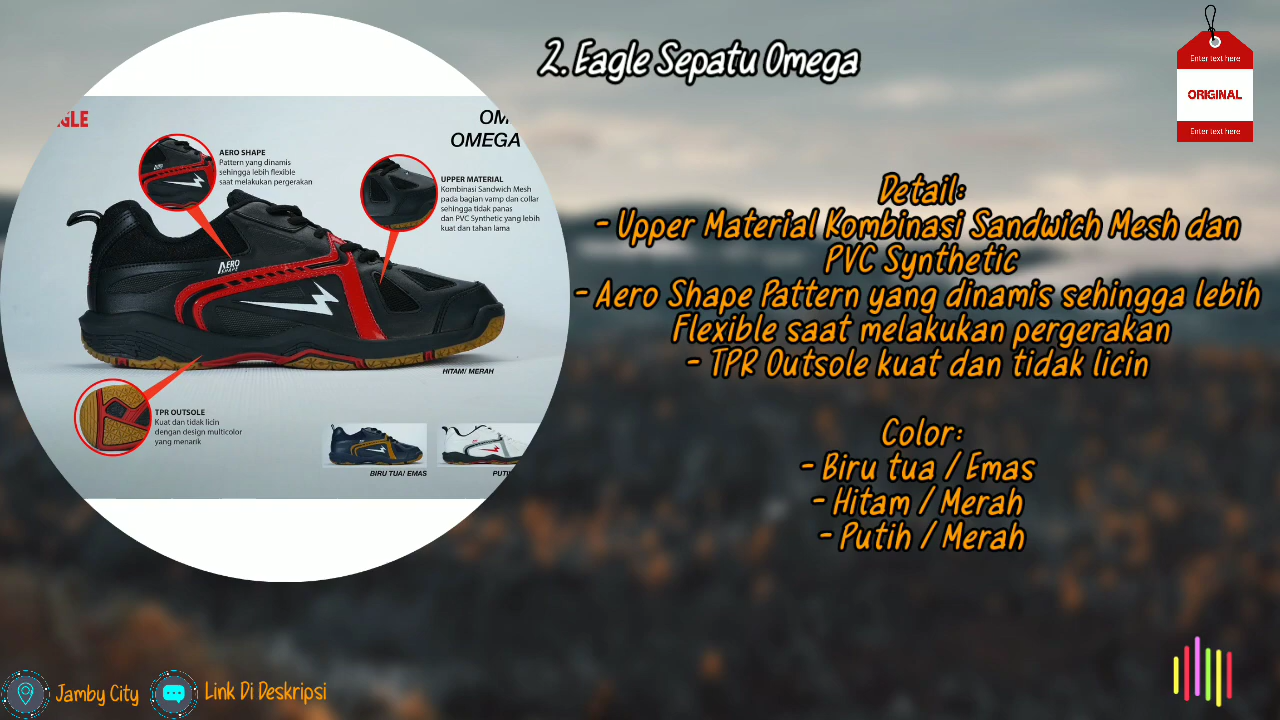 2. Eagle Sepatu Omega
Enter text here
ORIGINAL
Enter text here
OMEGA
AERO SHAPE
Pattern yang dinamis
sehingga lebih flexible
saat melakukan pergerakan
UPPER MATERIAL
Kombinasi Sandwich Mesh
pada bagian vamp dan collar
sehingga tidak panas
dan PVC Synthetic yang lebih
kuat dan tahan lama
AERO
SHAPE
HITAM/ MERAH
TPR OUTSOLE
Kuat dan tidak licin
dengan design multicolor
yang menarik
BIRU TUA/ EMAS
Detail:
- Upper Material Kombinasi Sandwich Mesh dan
PVC Synthetic
- Aero Shape Pattern yang dinamis sehingga lebih
Flexible saat melakukan pergerakan
- TPR Outsole kuat dan tidak licin
Color:
- Biru tua / Emas
- Hitam / Merah
- Putih / Merah
Jamby City
Link Di Deskripsi